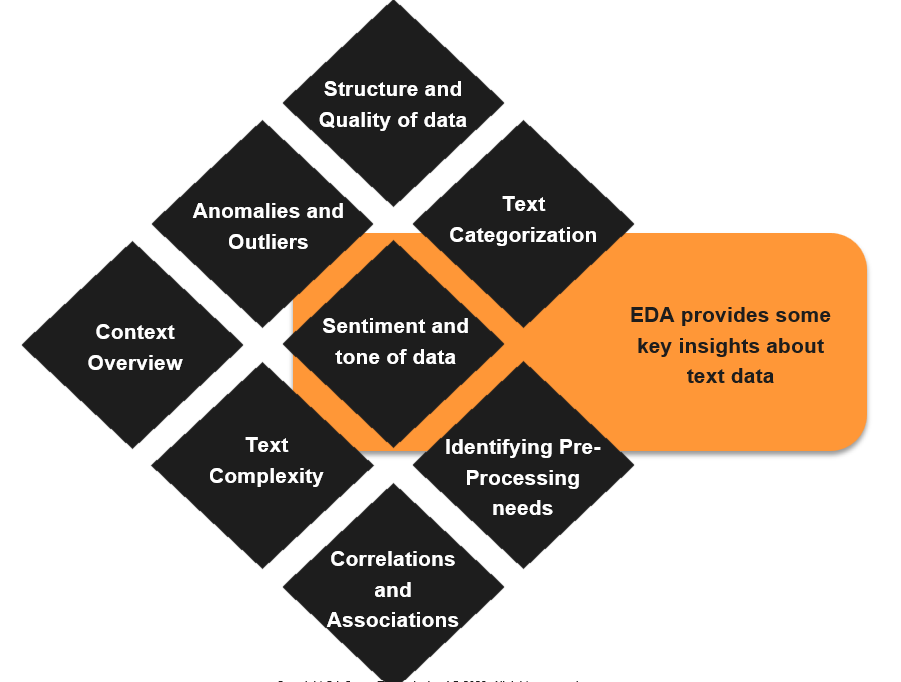 Structure and
Quality of data
Anomalies and
Outliers
Text
Categorization
Context
Overview
Sentiment and
tone of data
EDA provides some
key insights about
text data
Text
Complexity
Identifying Pre-
Processing
needs
Correlations
and
Associations